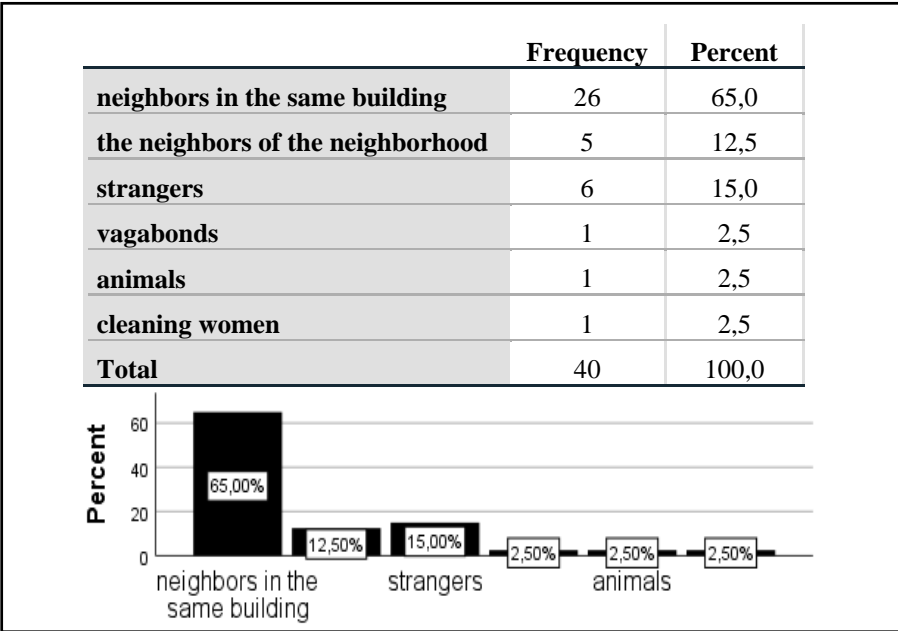 Frequency Percent
neighbors in the same building 26 65,0
the neighbors of the neighborhood 5 12,5
strangers 6 15,0
vagabonds 1 2,5
animals 1 2,5
cleaning women 1 2,5
Total 40 100,0
Percent
60
40
20
0
65,00%
12,50%
15,00%
2,50%
2,50%
2,50%
neighbors in the
same building
strangers
animals